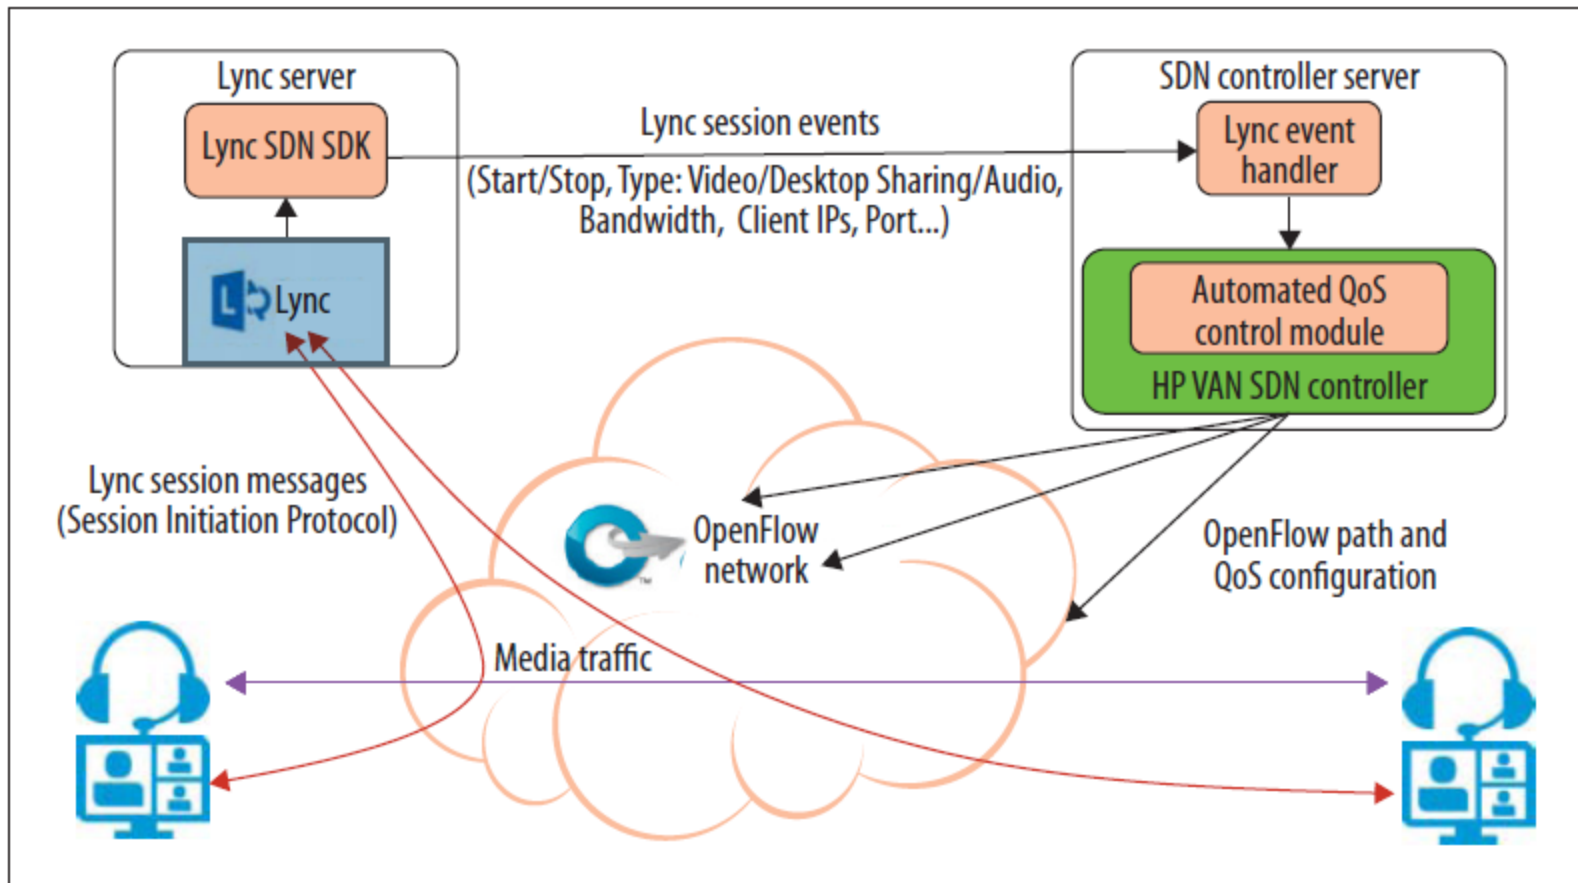 Lync server
Lync SDN SDK
Lync
Lync session events
(Start/Stop, Type: Video/Desktop Sharing/Audio,
Bandwidth, Client IPs, Port...)
SDN controller server
Lync event
handler
Automated QoS
control module
HP VAN SDN controller
Lync session messages
(Session Initiation Protocol)
OpenFlow
network
TM
OpenFlow path and
QoS configuration
Media traffic